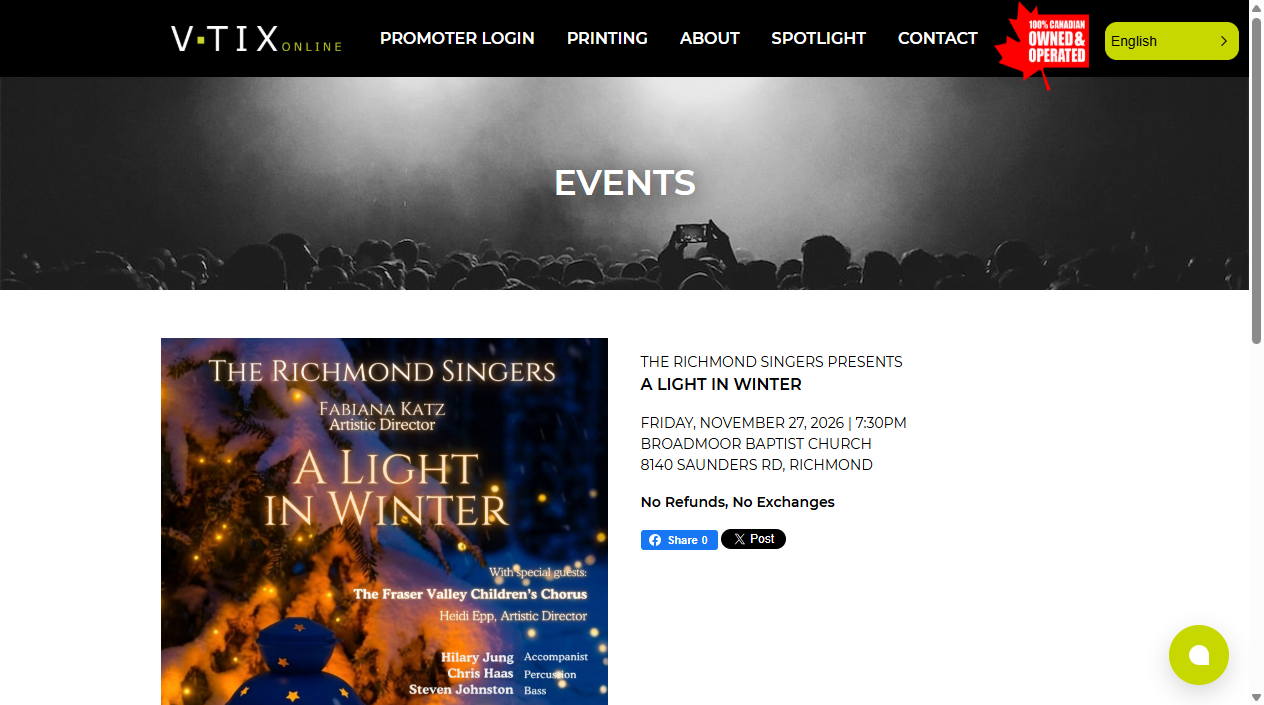 V·TIX ONLINE
PROMOTER LOGIN
PRINTING
ABOUT
SPOTLIGHT
CONTACT
100% CANADIAN
OWNED &
OPERATED
English
EVENTS
THE RICHMOND SINGERS
FABIANA KATZ
Artistic Director
A LIGHT
IN WINTER
With special guests:
The Fraser Valley Children's Chorus
Heidi Epp, Artistic Director
Hilary Jung Accompanist
Chris Haas Percussion
Steven Johnston Bass
THE RICHMOND SINGERS PRESENTS
A LIGHT IN WINTER
FRIDAY, NOVEMBER 27, 2026 | 7:30PM
BROADMOOR BAPTIST CHURCH
8140 SAUNDERS RD, RICHMOND
No Refunds, No Exchanges
Share 0
Post